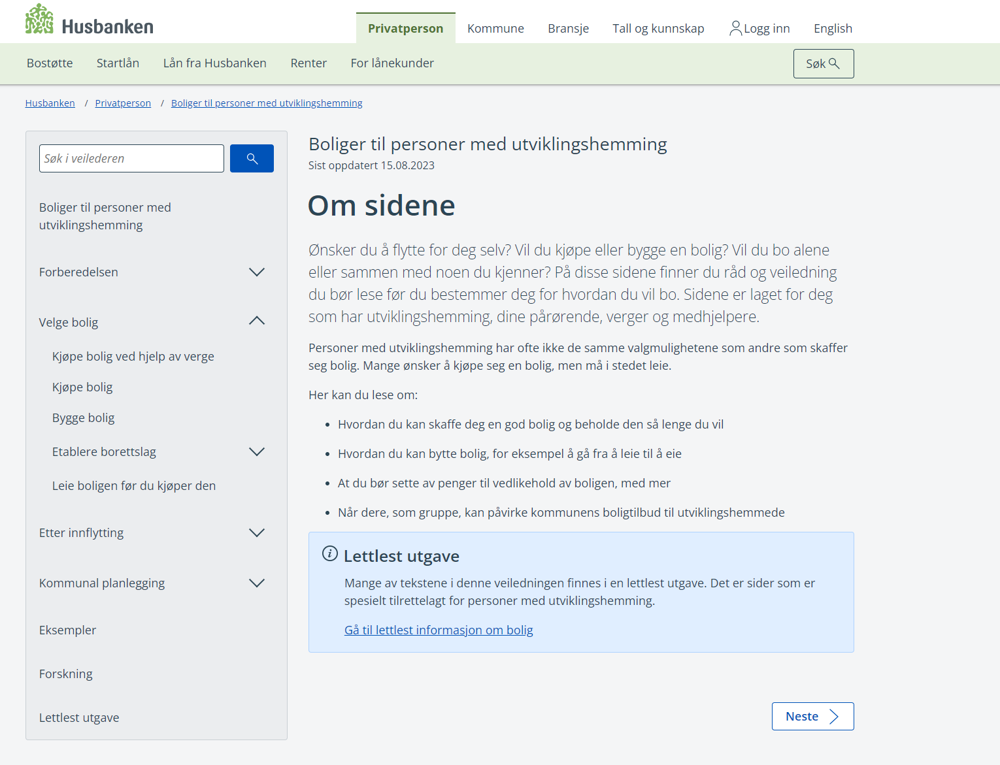 Husbanken
Privatperson
Kommune
Bransje
Tall og kunnskap
Logg inn
English
Bostøtte
Startlån
Lån fra Husbanken
Renter
For lånekunder
Søk
Husbanken / Privatperson / Boliger til personer med utviklingshemming
Søk i veilederen
Boliger til personer med
utviklingshemming
Forberedelsen
Velge bolig
Kjøpe bolig ved hjelp av verge
Kjøpe bolig
Bygge bolig
Etablere borettslag
Leie boligen før du kjøper den
Etter innflytting
Kommunal planlegging
Eksempler
Forskning
Lettlest utgave
Boliger til personer med utviklingshemming
Sist oppdatert 15.08.2023
Om sidene
Ønsker du å flytte for deg selv? Vil du kjøpe eller bygge en bolig? Vil du bo alene
eller sammen med noen du kjenner? På disse sidene finner du råd og veiledning
du bør lese før du bestemmer deg for hvordan du vil bo. Sidene er laget for deg
som har utviklingshemming, dine pårørende, verger og medhjelpere.
Personer med utviklingshemming har ofte ikke de samme valgmulighetene som andre som skaffer
seg bolig. Mange ønsker å kjøpe seg en bolig, men må i stedet leie.
Her kan du lese om:
• Hvordan du kan skaffe deg en god bolig og beholde den så lenge du vil
• Hvordan du kan bytte bolig, for eksempel å gå fra å leie til å eie
• At du bør sette av penger til vedlikehold av boligen, med mer
• Når dere, som gruppe, kan påvirke kommunens boligtilbud til utviklingshemmede
Lettlest utgave
Mange av tekstene i denne veiledningen finnes i en lettlest utgave. Det er sider som er
spesielt tilrettelagt for personer med utviklingshemming.
Gå til lettlest informasjon om bolig
Neste